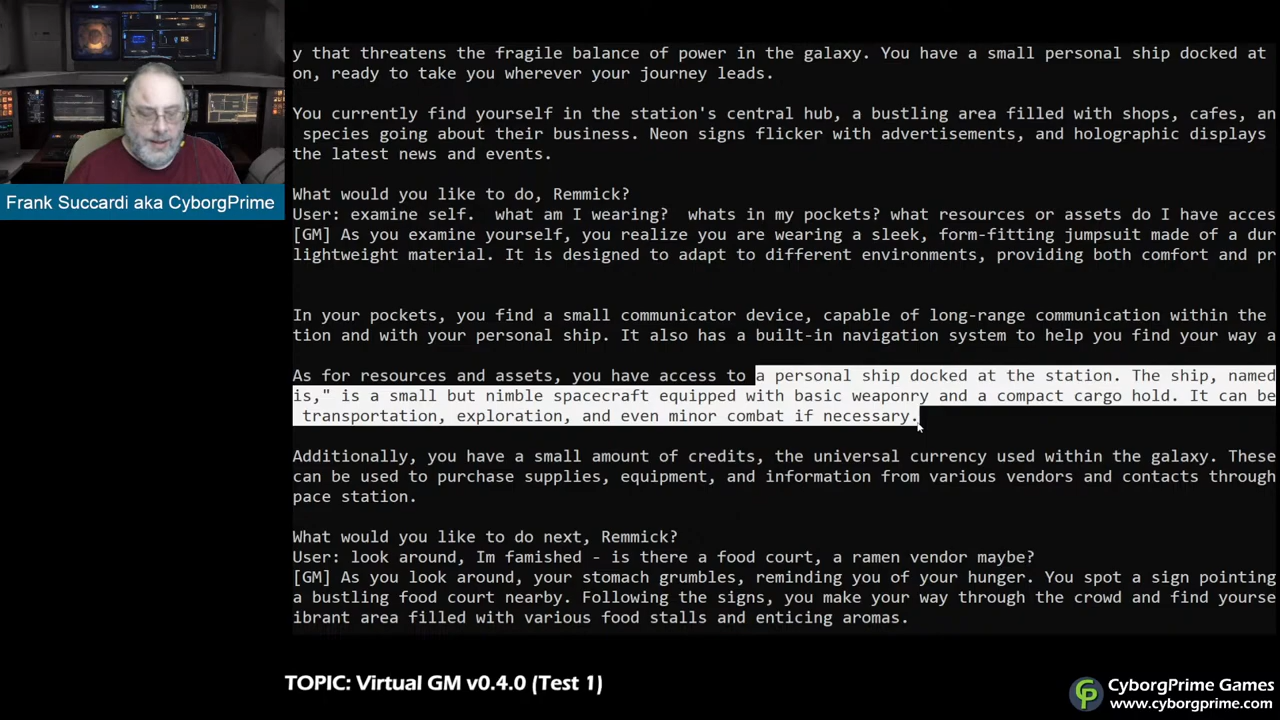 y that threatens the fragile balance of power in the galaxy. You have a small personal ship docked at
on, ready to take you wherever your journey leads.
You currently find yourself in the station's central hub, a bustling area filled with shops, cafes, an
species going about their business. Neon signs flicker with advertisements, and holographic displays
the latest news and events.
What would you like to do, Remmick?
User: examine self.  what am I wearing?  whats in my pockets? what resources or assets do I have acces
[GM] As you examine yourself, you realize you are wearing a sleek, form-fitting jumpsuit made of a dur
lightweight material. It is designed to adapt to different environments, providing both comfort and pr
In your pockets, you find a small communicator device, capable of long-range communication within the
tion and with your personal ship. It also has a built-in navigation system to help you find your way a
As for resources and assets, you have access to a personal ship docked at the station. The ship, named
is," is a small but nimble spacecraft equipped with basic weaponry and a compact cargo hold. It can be
transportation, exploration, and even minor combat if necessary.
Additionally, you have a small amount of credits, the universal currency used within the galaxy. These
can be used to purchase supplies, equipment, and information from various vendors and contacts through
pace station.
What would you like to do next, Remmick?
User: look around, Im famished - is there a food court, a ramen vendor maybe?
[GM] As you look around, your stomach grumbles, reminding you of your hunger. You spot a sign pointing
a bustling food court nearby. Following the signs, you make your way through the crowd and find yourse
ibrant area filled with various food stalls and enticing aromas.
Frank Succardi aka CyborgPrime
TOPIC: Virtual GM v0.4.0 (Test 1)
CyborgPrime Games
www.cyborgprime.com